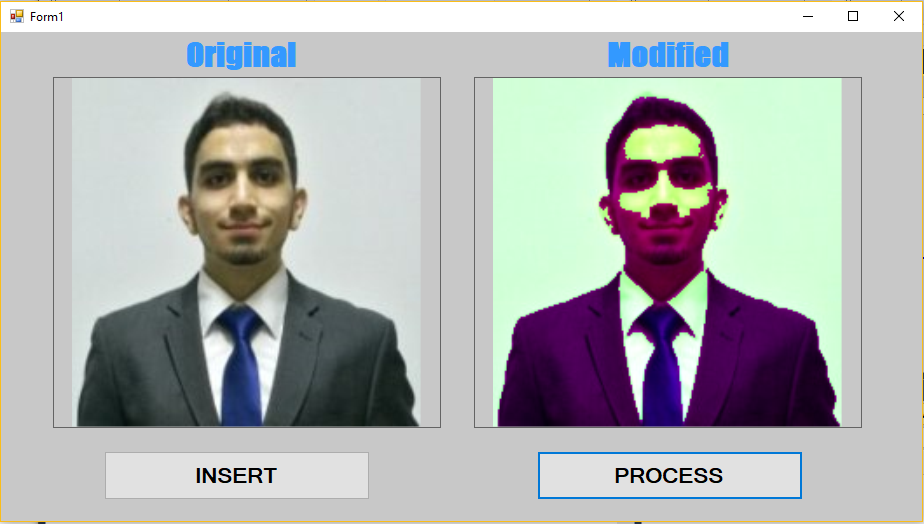 Form1
Original
Modified
INSERT
PROCESS